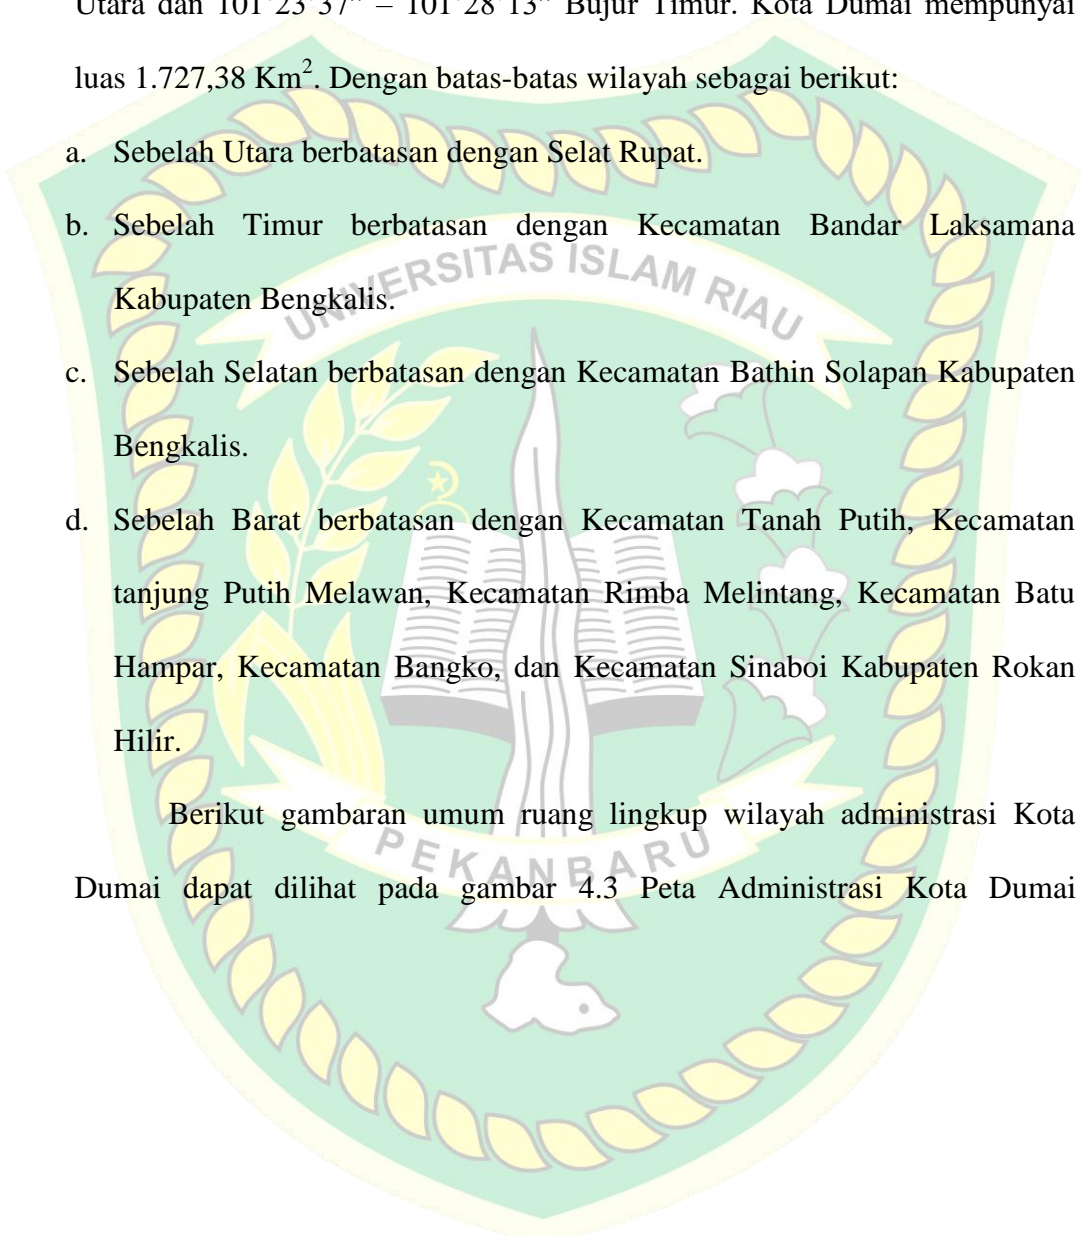 Utara dan 101°23'37" – 101°28'13" Bujur Timur. Kota Dumai mempunyai
luas 1.727,38 Km². Dengan batas-batas wilayah sebagai berikut:
a. Sebelah Utara berbatasan dengan Selat Rupat.
b. Sebelah Timur berbatasan dengan Kecamatan Bandar Laksamana
Kabupaten Bengkalis.
UNIVERSITAS ISLAM RIAU
c. Sebelah Selatan berbatasan dengan Kecamatan Bathin Solapan Kabupaten
Bengkalis.
d. Sebelah Barat berbatasan dengan Kecamatan Tanah Putih, Kecamatan
tanjung Putih Melawan, Kecamatan Rimba Melintang, Kecamatan Batu
Hampar, Kecamatan Bangko, dan Kecamatan Sinaboi Kabupaten Rokan
Hilir.
Berikut gambaran umum ruang lingkup wilayah administrasi Kota
PEKANBARU
Dumai dapat dilihat pada gambar 4.3 Peta Administrasi Kota Dumai